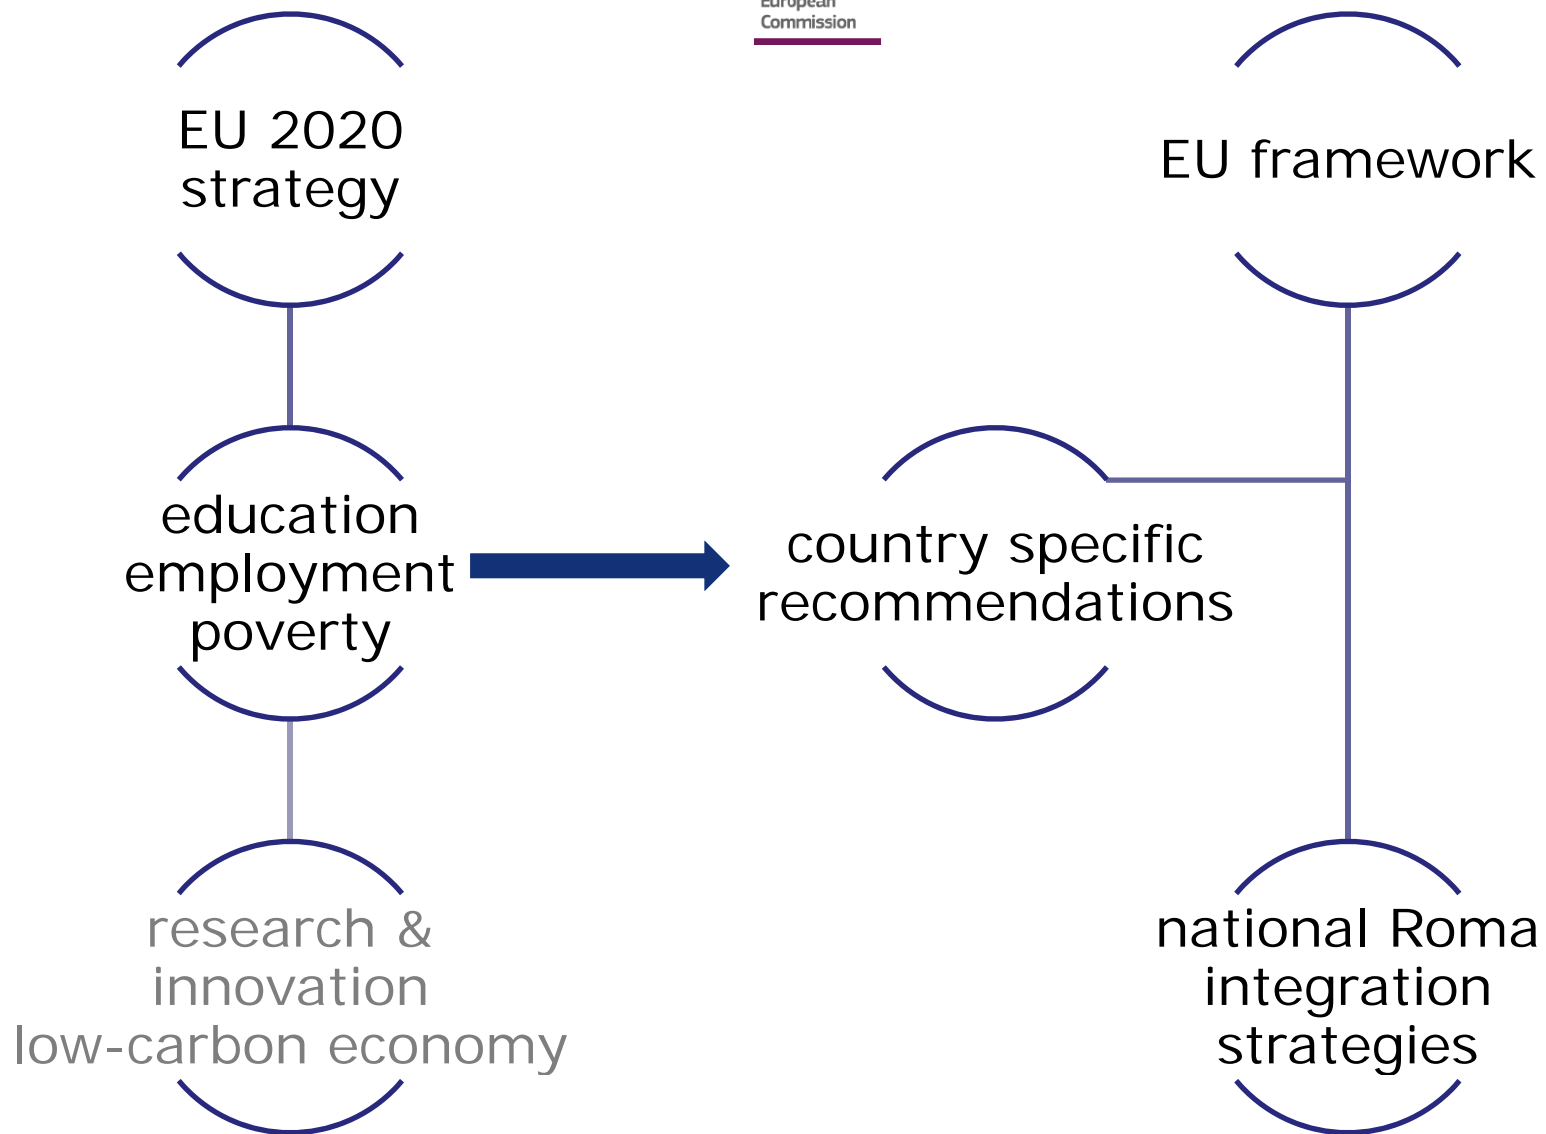 European
Commission
EU 2020
strategy
EU framework
education
employment
poverty
country specific
recommendations
research &
innovation
low-carbon economy
national Roma
integration
strategies